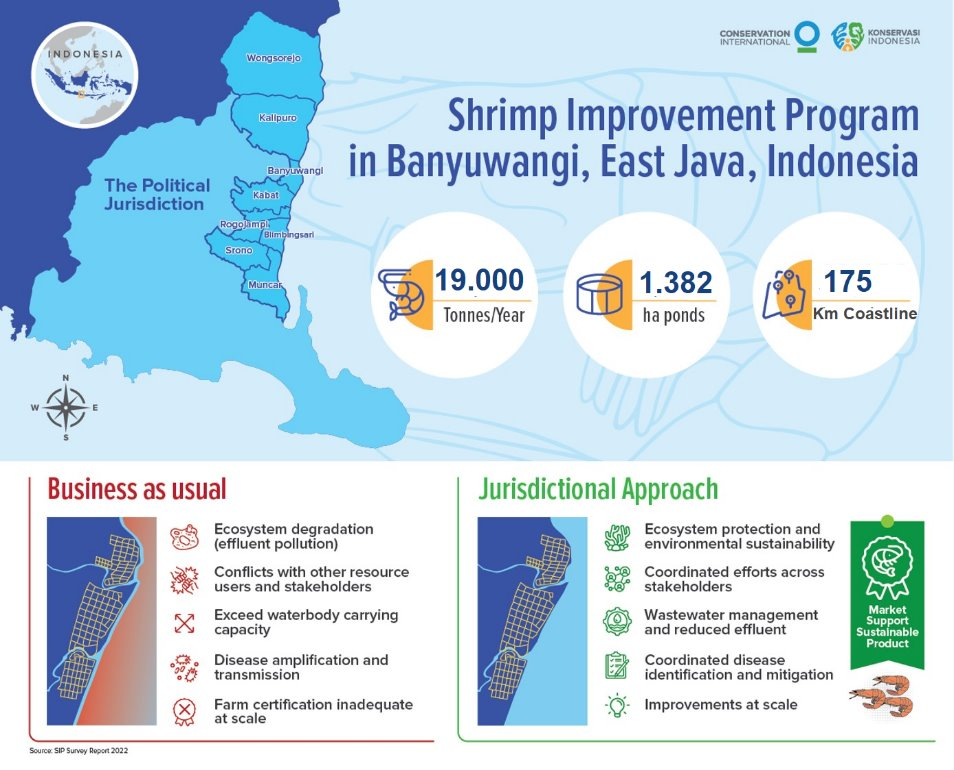 INDONESIA
CONSERVATION
INTERNATIONAL
KONSERVASI
INDONESIA
Shrimp Improvement Program
in Banyuwangi, East Java, Indonesia
The Political
Jurisdiction
Wongsorejo
Kalipuro
Banyuwangi
Kabat
Rogojampi
Blimbingsari
Srono
Muncar
N
W E
S
19.000
Tonnes/Year
1.382
ha ponds
175
Km Coastline
Business as usual
Ecosystem degradation
(effluent pollution)
Conflicts with other resource
users and stakeholders
Exceed waterbody carrying
capacity
Disease amplification and
transmission
Farm certification inadequate
at scale
Jurisdictional Approach
Ecosystem protection and
environmental sustainability
Coordinated efforts across
stakeholders
Wastewater management
and reduced effluent
Coordinated disease
identification and mitigation
Improvements at scale
Market
Support
Sustainable
Product
Source: SIP Survey Report 2022